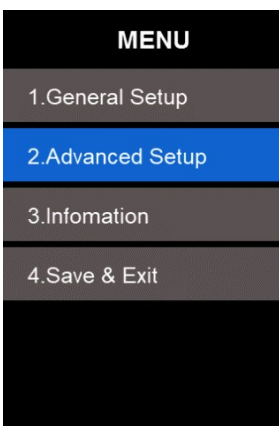 MENU
1.General Setup
2.Advanced Setup
3.Infomation
4.Save & Exit